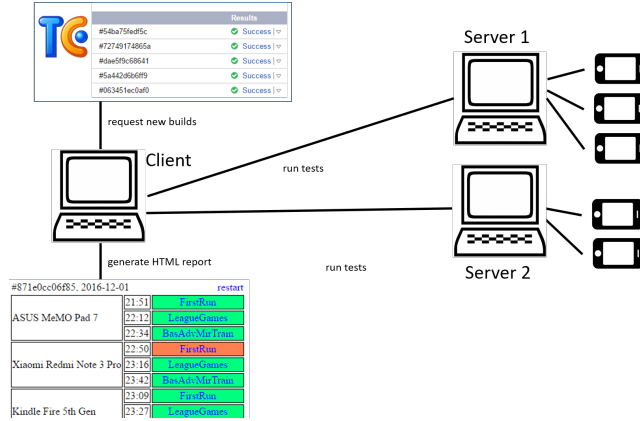 TC
Results
#54ba75fedf5c Success
#72749174865a Success
#dae5f9c68641 Success
#5a442d6b6ff9 Success
#063451ec0af0 Success
request new builds
Client
Server 1
run tests
Server 2
run tests
generate HTML report
#871e0cc06f85, 2016-12-01 restart
ASUS MeMO Pad 7
21:51 FirstRun
22:12 LeagueGames
22:34 BasAdvMirTrain
Xiaomi Redmi Note 3 Pro
22:50 FirstRun
23:16 LeagueGames
23:42 BasAdvMirTrain
Kindle Fire 5th Gen
23:09 FirstRun
23:27 LeagueGames